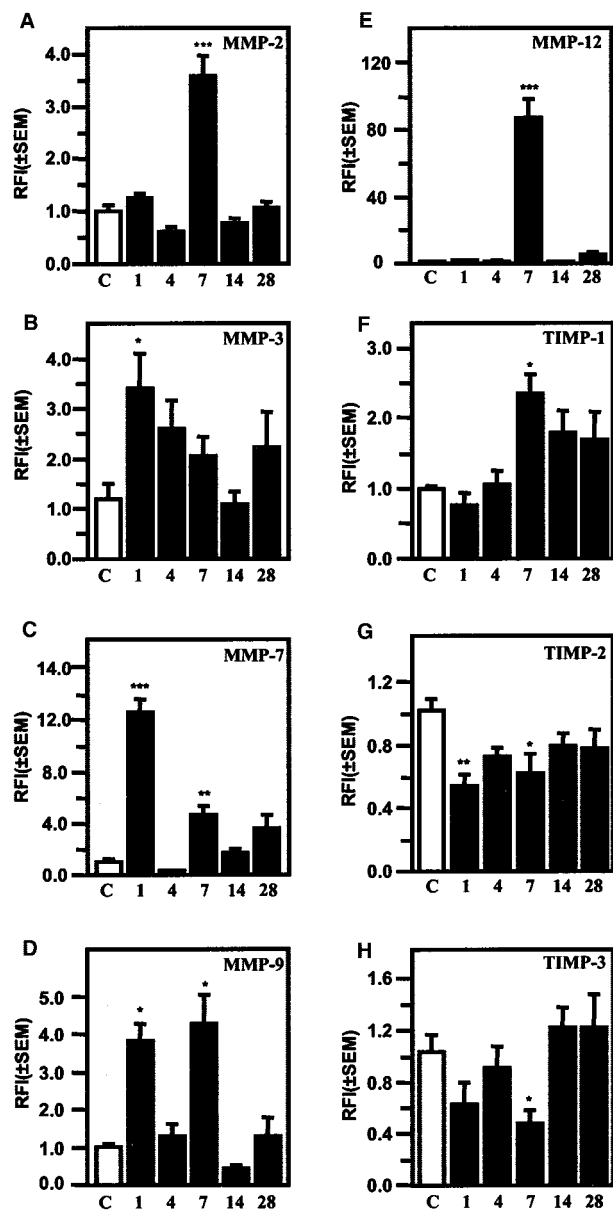 A
MMP-2
***
RFI(±SEM)
4.0
3.0
2.0
1.0
0.0
C 1 4 7 14 28
B
MMP-3
*
RFI(±SEM)
4.0
3.0
2.0
1.0
0.0
C 1 4 7 14 28
C
MMP-7
***
**
RFI(±SEM)
14.0
12.0
8.0
4.0
0.0
C 1 4 7 14 28
D
MMP-9
*
*
RFI(±SEM)
5.0
4.0
3.0
2.0
1.0
0.0
C 1 4 7 14 28
E
MMP-12
***
RFI(±SEM)
120
80
40
0
C 1 4 7 14 28
F
TIMP-1
*
RFI(±SEM)
3.0
2.0
1.0
0.0
C 1 4 7 14 28
G
TIMP-2
**
*
RFI(±SEM)
1.2
0.8
0.4
0.0
C 1 4 7 14 28
H
TIMP-3
*
RFI(±SEM)
1.6
1.2
0.8
0.4
0.0
C 1 4 7 14 28